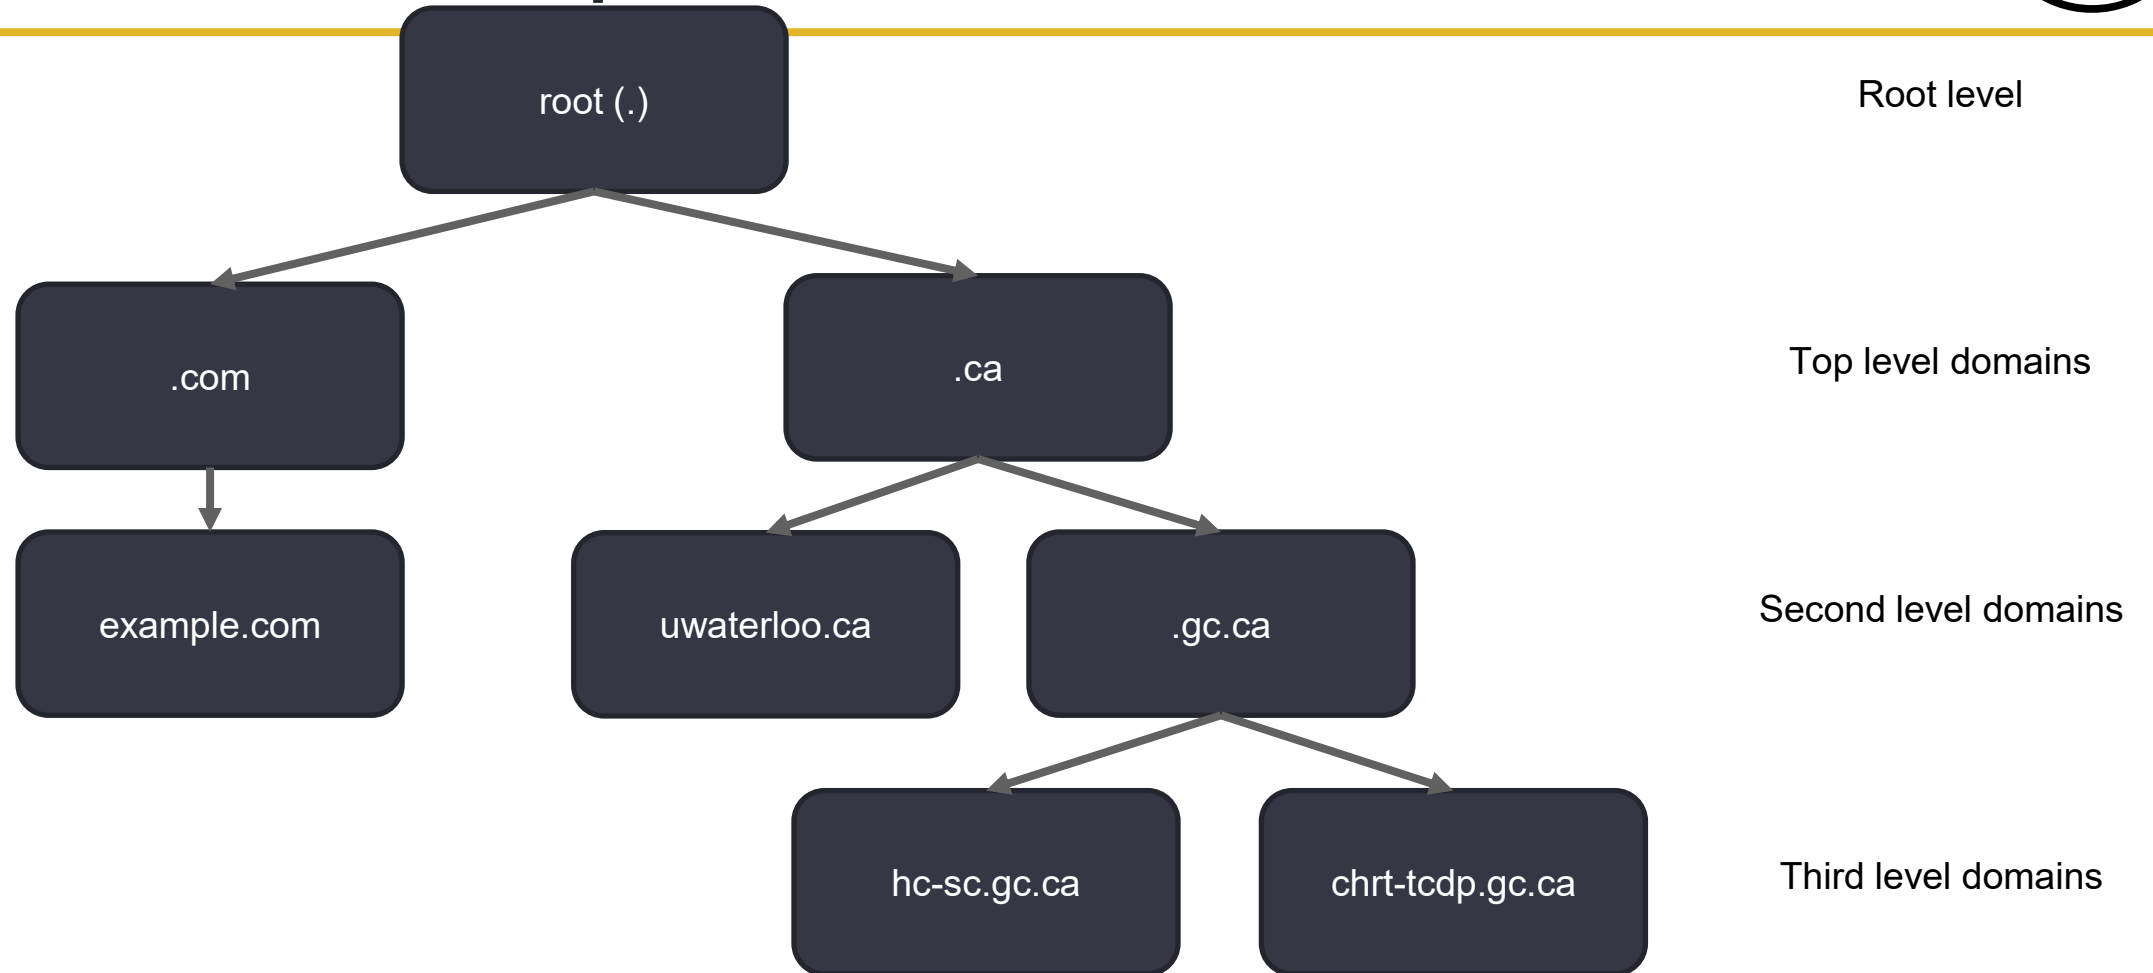 root (.)
Root level
.com
.ca
Top level domains
example.com
uwaterloo.ca
.gc.ca
Second level domains
hc-sc.gc.ca
chrt-tcdp.gc.ca
Third level domains